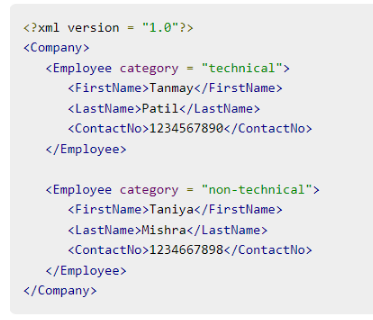 <?xml version = "1.0"?>
<Company>
<Employee category = "technical">
<FirstName>Tanmay</FirstName>
<LastName>Patil</LastName>
<ContactNo>1234567890</ContactNo>
</Employee>
<Employee category = "non-technical">
<FirstName>Taniya</FirstName>
<LastName>Mishra</LastName>
<ContactNo>1234667898</ContactNo>
</Employee>
</Company>